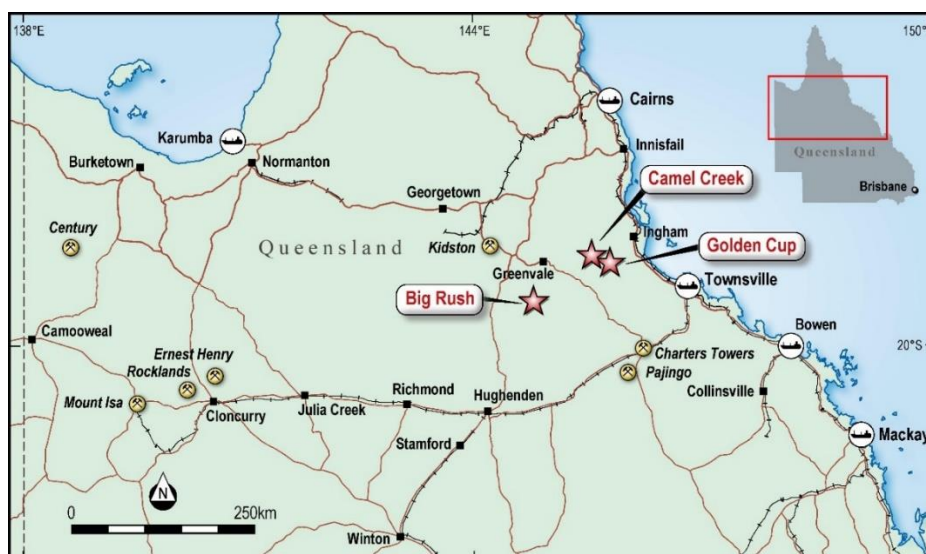 138°E
144°E
150°
Cairns
Karumba
Innisfail
Burketown
Normanton
Queensland
Brisbane
Camel Creek
Georgetown
Century
Queensland
Kidston
Ingham
Golden Cup
Greenvale
Townsville
Big Rush
Bowen
Camooweal
Ernest Henry
Rocklands
Charters Towers
20°S
Pajingo
Mount Isa
Cloncurry
Julia Creek
Richmond
Hughenden
Collinsville
Stamford
Mackay
N
0
250km
Winton